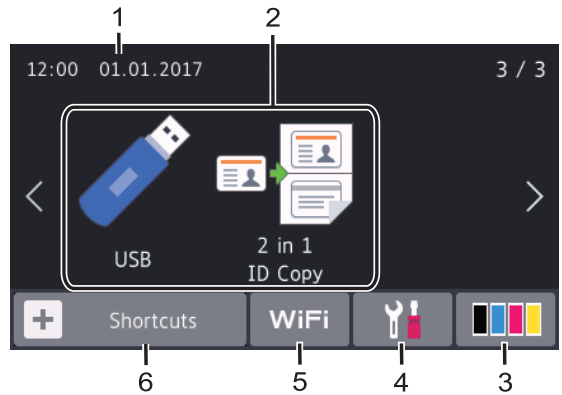 1
2
12:00 01.01.2017
3 / 3
USB
2 in 1
ID Copy
Shortcuts
WiFi
6
5
4
3